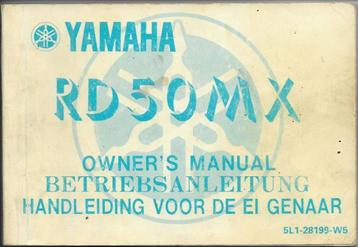 YAMAHA
RD50MX
OWNER'S MANUAL
BETRIEBSANLEITUNG
HANDLEIDING VOOR DE EI GENAAR
5L1-28199-W5